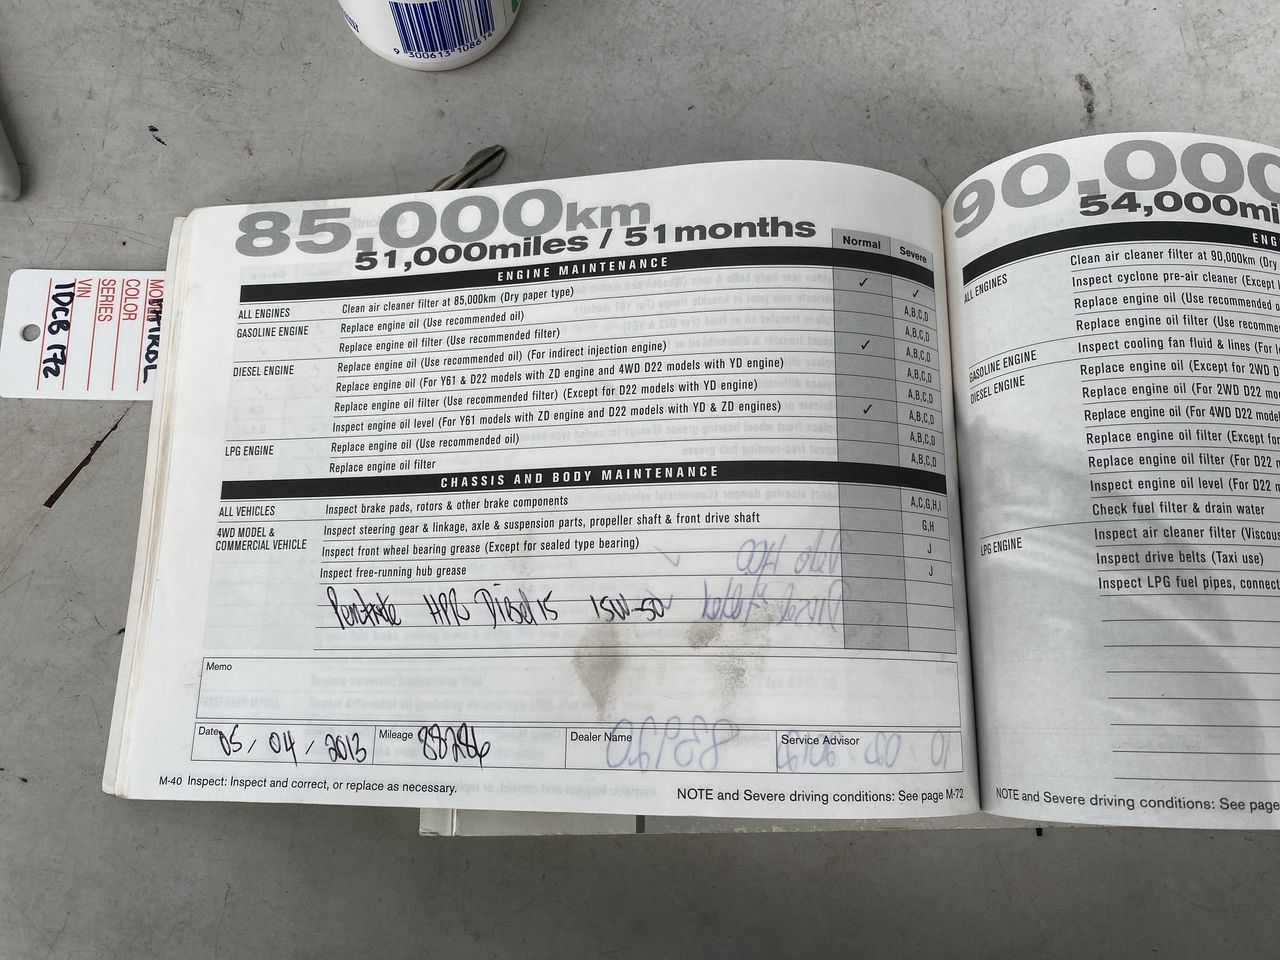 9 300613 108614
MODEL PATROL
COLOR
SERIES
VIN
1DCB 172
85,000km
51,000miles / 51months
Normal
Severe
ENGINE MAINTENANCE
ALL ENGINES Clean air cleaner filter at 85,000km (Dry paper type) ✓ ✓
GASOLINE ENGINE Replace engine oil (Use recommended oil) A,B,C,D
Replace engine oil filter (Use recommended filter) A,B,C,D
DIESEL ENGINE Replace engine oil (Use recommended oil) (For indirect injection engine) ✓ A,B,C,D
Replace engine oil (For Y61 & D22 models with ZD engine and 4WD D22 models with YD engine) A,B,C,D
Replace engine oil filter (Use recommended filter) (Except for D22 models with YD engine) A,B,C,D
Inspect engine oil level (For Y61 models with ZD engine and D22 models with YD & ZD engines) ✓ A,B,C,D
LPG ENGINE Replace engine oil (Use recommended oil) A,B,C,D
Replace engine oil filter A,B,C,D
CHASSIS AND BODY MAINTENANCE
ALL VEHICLES Inspect brake pads, rotors & other brake components A,C,G,H,I
4WD MODEL & COMMERCIAL VEHICLE Inspect steering gear & linkage, axle & suspension parts, propeller shaft & front drive shaft G,H
Inspect front wheel bearing grease (Except for sealed type bearing) J
Inspect free-running hub grease J
HPR Diesel 15 15W-50
Memo
Date 05 / 04 / 2013 Mileage 88286 Dealer Name Service Advisor
M-40 Inspect: Inspect and correct, or replace as necessary.
NOTE and Severe driving conditions: See page M-72
90,000
54,000mi
ENG
ALL ENGINES Clean air cleaner filter at 90,000km (Dry
Inspect cyclone pre-air cleaner (Except
Replace engine oil (Use recommended o
Replace engine oil filter (Use recomme
GASOLINE ENGINE Inspect cooling fan fluid & lines (For
DIESEL ENGINE Replace engine oil (Except for 2WD D
Replace engine oil (For 2WD D22 model
Replace engine oil (For 4WD D22 model
Replace engine oil filter (Except for
Replace engine oil filter (For D22 m
Inspect engine oil level (For D22 n
Check fuel filter & drain water
LPG ENGINE Inspect air cleaner filter (Viscous
Inspect drive belts (Taxi use)
Inspect LPG fuel pipes, connect
NOTE and Severe driving conditions: See page